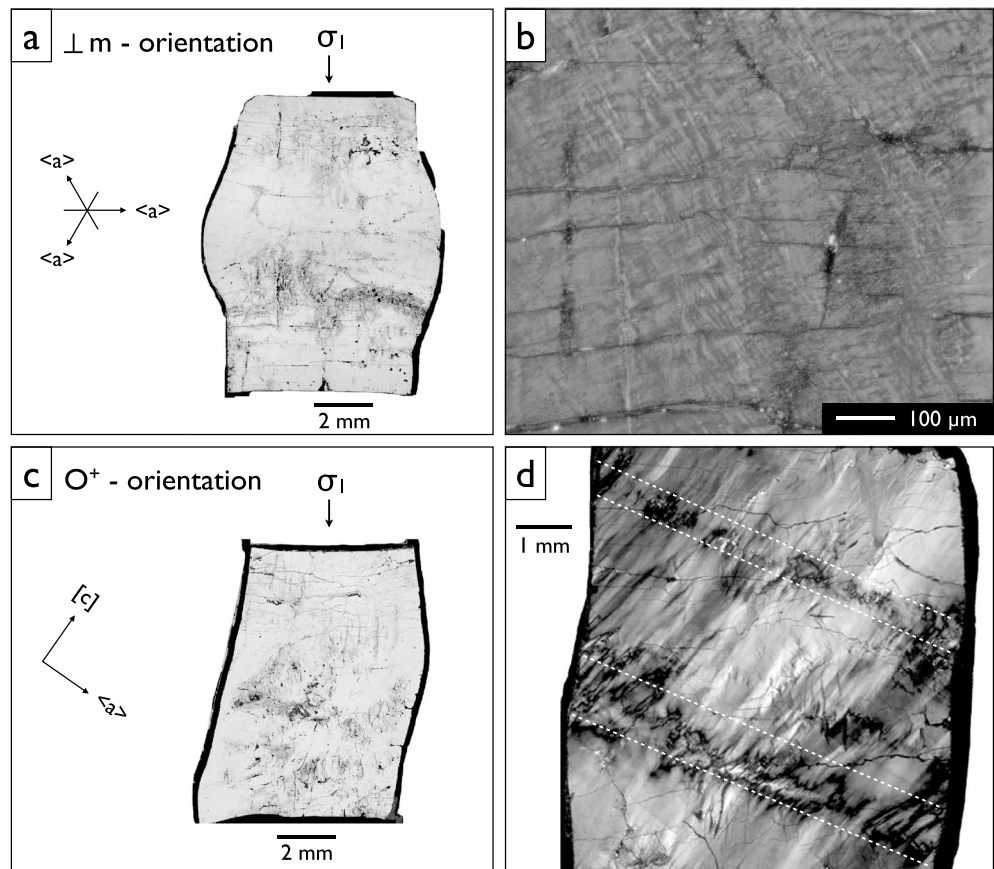 a
⊥ m - orientation
σ1
<a>
<a>
<a>
2 mm
b
100 µm
c
O+ - orientation
σ1
[c]
<a>
2 mm
d
1 mm